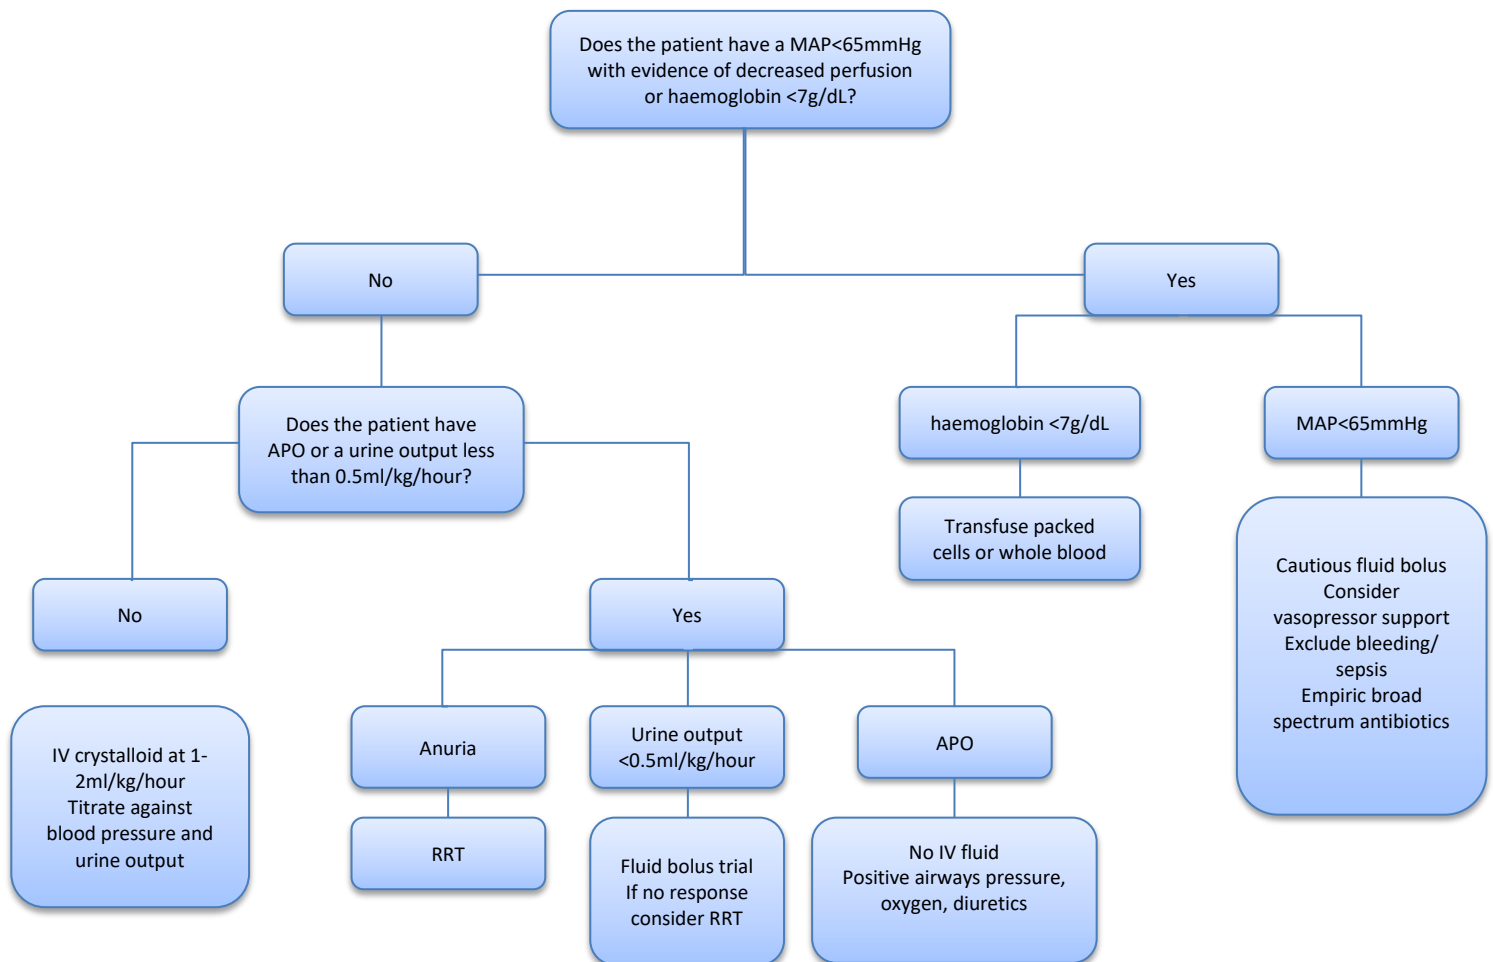 Does the patient have a MAP<65mmHg
with evidence of decreased perfusion
or haemoglobin <7g/dL?
No
Yes
Does the patient have
APO or a urine output less
than 0.5ml/kg/hour?
haemoglobin <7g/dL
MAP<65mmHg
Transfuse packed
cells or whole blood
Cautious fluid bolus
Consider
vasopressor support
Exclude bleeding/
sepsis
Empiric broad
spectrum antibiotics
No
Yes
IV crystalloid at 1-
2ml/kg/hour
Titrate against
blood pressure and
urine output
Anuria
Urine output
<0.5ml/kg/hour
APO
RRT
Fluid bolus trial
If no response
consider RRT
No IV fluid
Positive airways pressure,
oxygen, diuretics